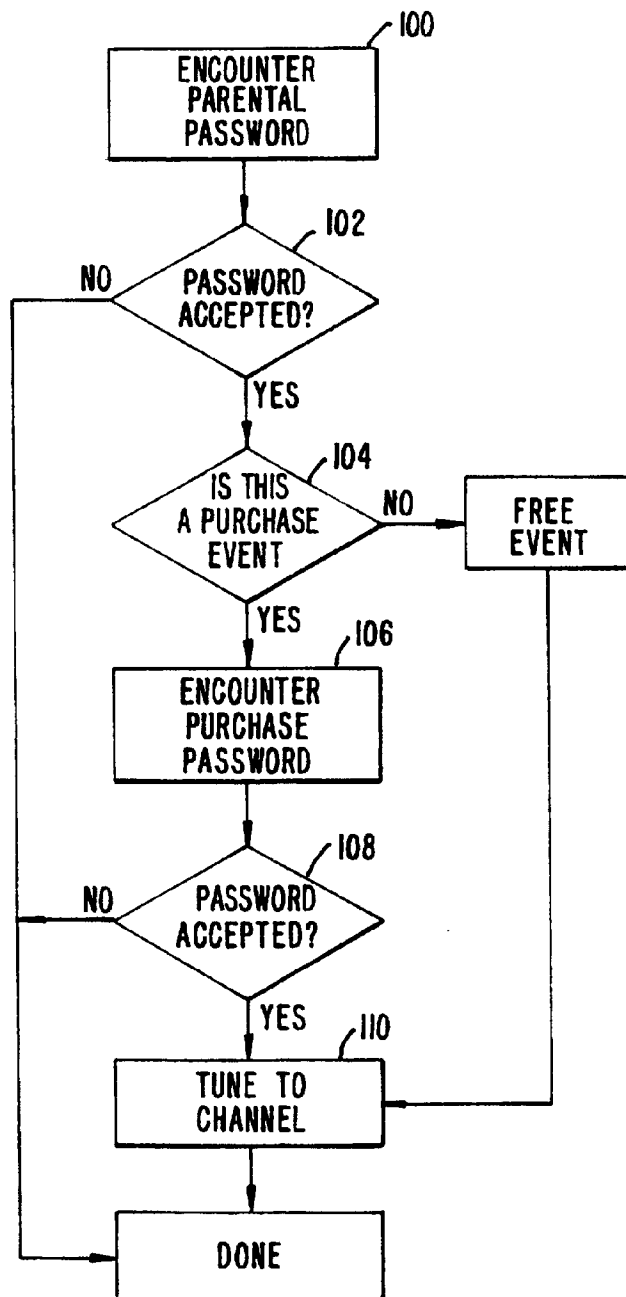 100
ENCOUNTER
PARENTAL
PASSWORD
102
NO
PASSWORD
ACCEPTED?
YES
104
IS THIS
A PURCHASE
EVENT
NO
FREE
EVENT
YES
106
ENCOUNTER
PURCHASE
PASSWORD
108
NO
PASSWORD
ACCEPTED?
YES
110
TUNE TO
CHANNEL
DONE